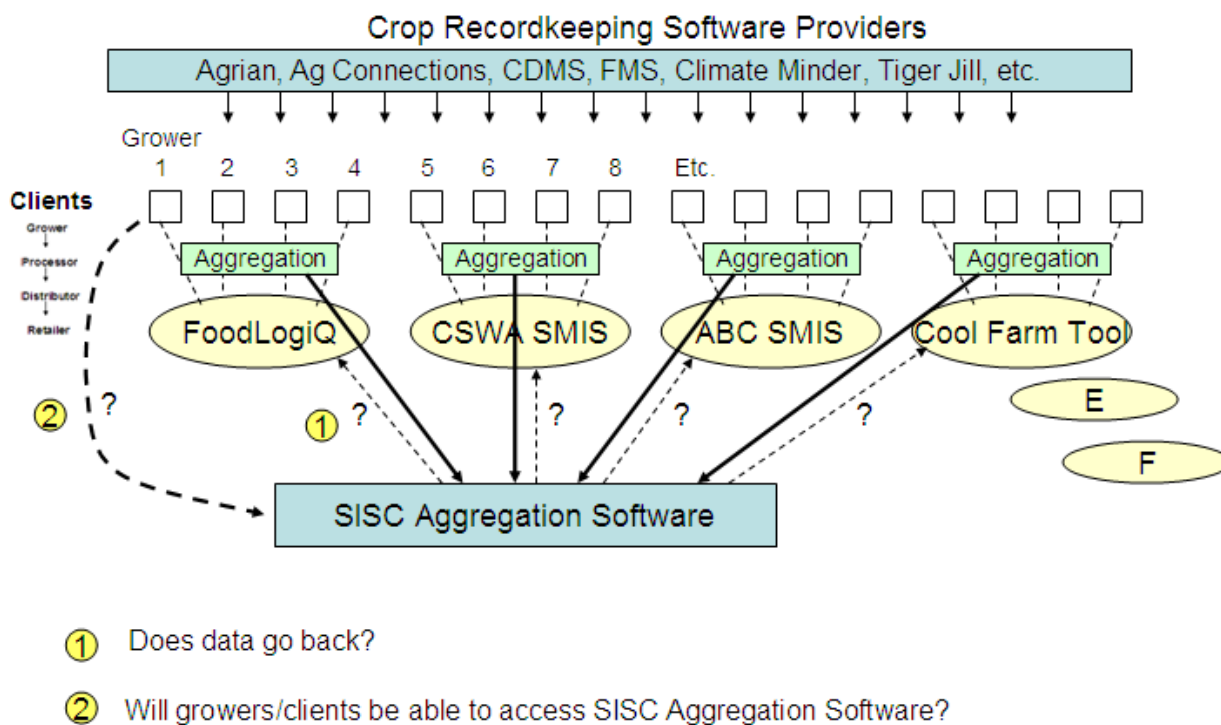 Crop Recordkeeping Software Providers
Agrian, Ag Connections, CDMS, FMS, Climate Minder, Tiger Jill, etc.
Grower
1 2 3 4 5 6 7 8 Etc.
Clients
Grower
Processor
Distributor
Retailer
Aggregation Aggregation Aggregation Aggregation
FoodLogiQ CSWA SMIS ABC SMIS Cool Farm Tool
E
F
2 ? 1 ? ? ? ?
SISC Aggregation Software
1 Does data go back?
2 Will growers/clients be able to access SISC Aggregation Software?